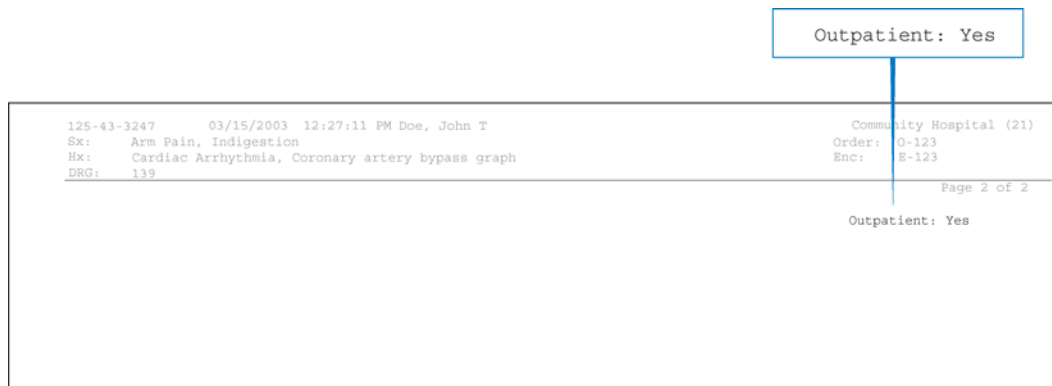 Outpatient: Yes
125-43-3247 03/15/2003 12:27:11 PM Doe, John T Community Hospital (21)
Sx: Arm Pain, Indigestion Order: O-123
Hx: Cardiac Arrhythmia, Coronary artery bypass graph Enc: E-123
DRG: 139
Page 2 of 2
Outpatient: Yes